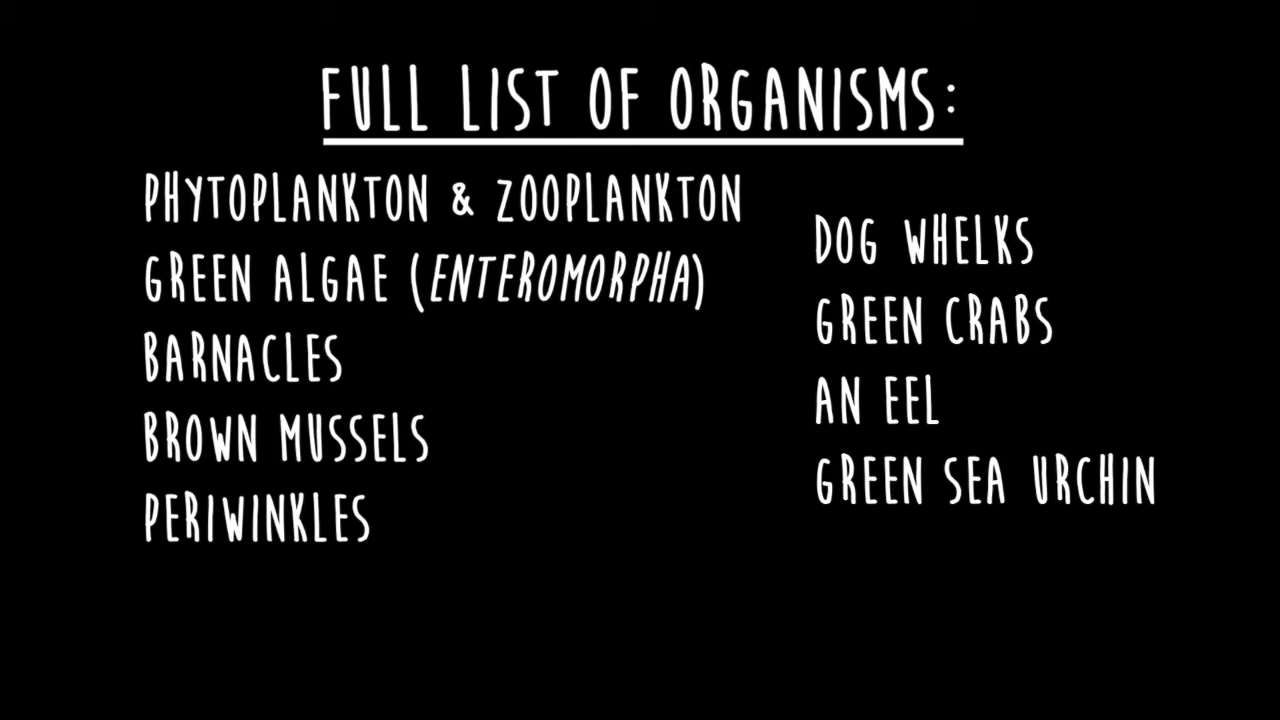 FULL LIST OF ORGANISMS:
PHYTOPLANKTON & ZOOPLANKTON
GREEN ALGAE (ENTEROMORPHA)
BARNACLES
BROWN MUSSELS
PERIWINKLES
DOG WHELKS
GREEN CRABS
AN EEL
GREEN SEA URCHIN